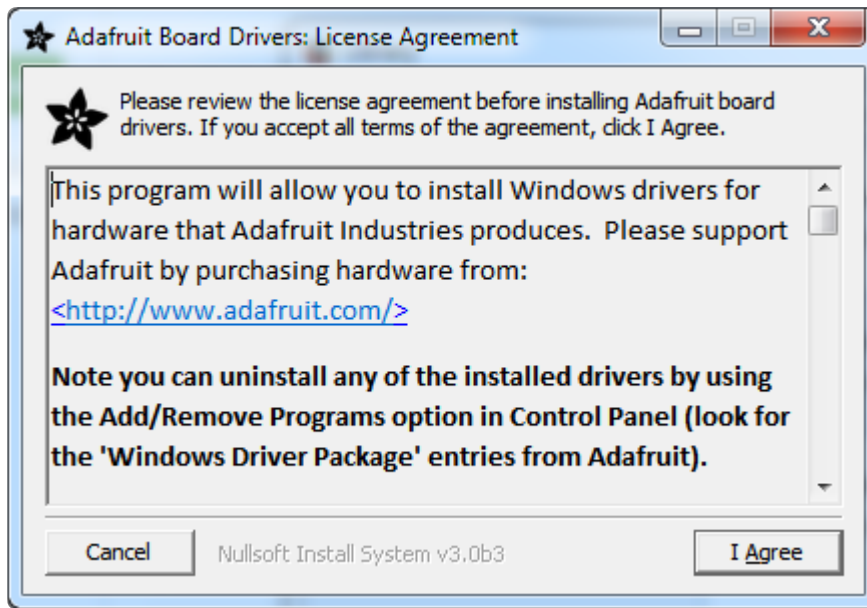 Adafruit Board Drivers: License Agreement
Please review the license agreement before installing Adafruit board
drivers. If you accept all terms of the agreement, click I Agree.
This program will allow you to install Windows drivers for
hardware that Adafruit Industries produces.  Please support
Adafruit by purchasing hardware from:
<http://www.adafruit.com/>
Note you can uninstall any of the installed drivers by using
the Add/Remove Programs option in Control Panel (look for
the 'Windows Driver Package' entries from Adafruit).
Cancel Nullsoft Install System v3.0b3 I Agree